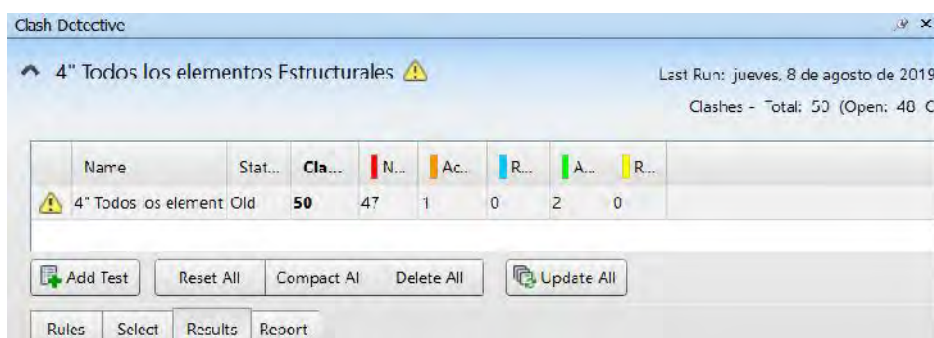 Clash Detective
4" Todos los elementos Estructurales
Last Run: jueves, 8 de agosto de 2019
Clashes - Total: 50 (Open: 48 C
Name Stat... Cla... N... Ac... R... A... R...
4" Todos los element Old 50 47 1 0 2 0
Add Test Reset All Compact Al Delete All Update All
Rules Select Results Report